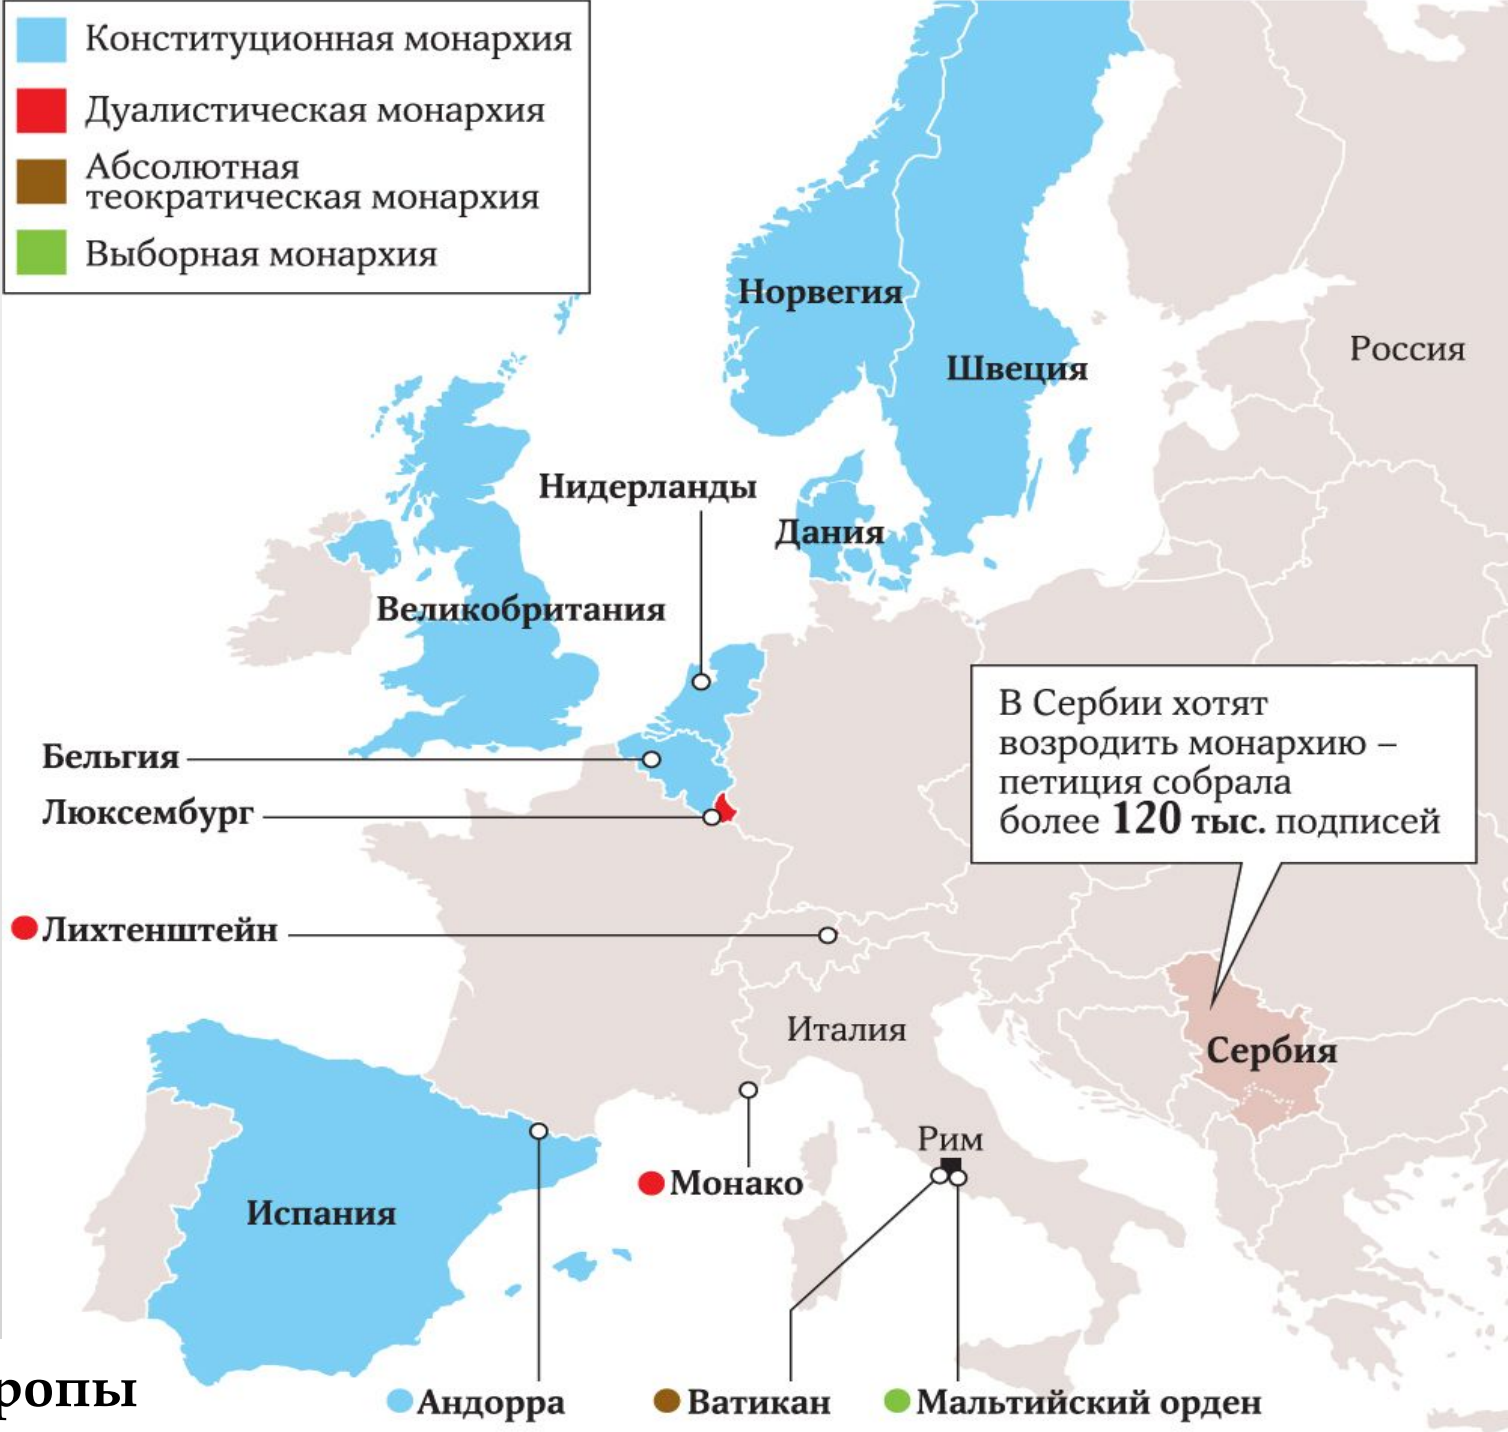 Конституционная монархия
Дуалистическая монархия
Абсолютная
теократическая монархия
Выборная монархия
Норвегия
Россия
Швеция
Нидерланды
Дания
Великобритания
В Сербии хотят
возродить монархию –
петиция собрала
более 120 тыс. подписей
Бельгия
Люксембург
Лихтенштейн
Италия
Сербия
Рим
Монако
Испания
ропы
Андорра
Ватикан
Мальтийский орден